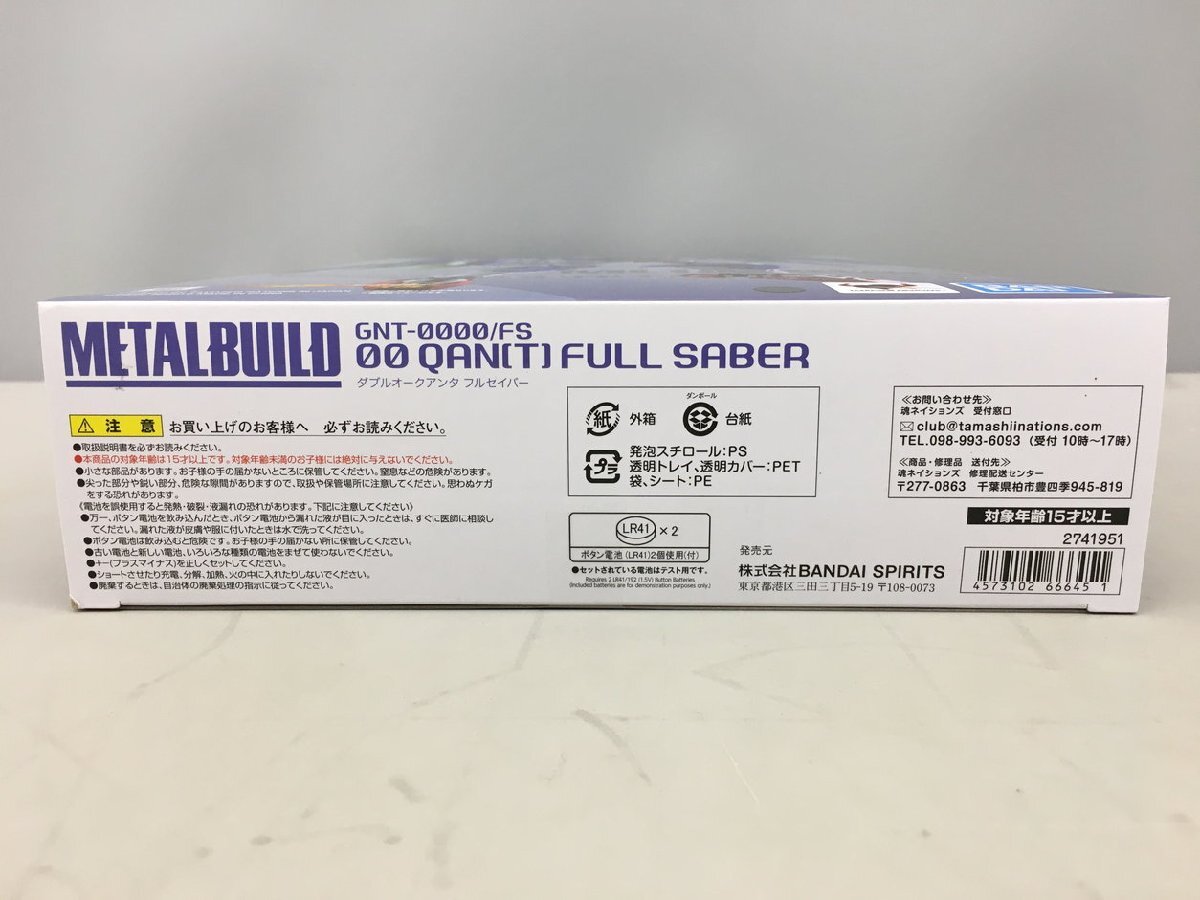 METAL BUILD
GNT-0000/FS
00 QAN[T] FULL SABER
ダブルオークアンタ フルセイバー
注 意 お買い上げのお客様へ 必ずお読みください。
●取扱説明書を必ずお読みください。
●本商品の対象年齢は15才以上です。対象年齢未満のお子様には絶対に与えないでください。
●小さな部品があります。お子様の手の届かないところに保管してください。窒息などの危険があります。
●尖った部分や鋭い部分、危険な隙間がありますので、取扱や保管場所に注意してください。思わぬケガ
をする恐れがあります。
《電池を誤使用すると発熱・破裂・液漏れの恐れがあります。下記に注意してください》
●万一、ボタン電池を飲み込んだとき、ボタン電池から漏れた液が目に入ったときは、すぐに医師に相談し
てください。漏れた液が皮膚や服に付いたときは水で洗ってください。
●ボタン電池は飲み込むと危険です。お子様の手の届かない所に保管してください。
●古い電池と新しい電池、いろいろな種類の電池をまぜて使わないでください。
●＋－(プラスマイナス)を正しくセットしてください。
●ショートさせたり充電、分解、加熱、火の中に入れたりしないでください。
●廃棄するときは、自治体の廃棄処理の指示に従ってください。
紙 外箱
ダンボール
台紙
プラ
発泡スチロール:PS
透明トレイ、透明カバー:PET
袋、シート:PE
LR41 ×2
ボタン電池(LR41)2個使用(付)
●セットされている電池はテスト用です。
(included batteries are for demonstration purposes only.)
≪お問い合わせ先≫
魂ネイションズ 受付窓口
club@tamashiinations.com
TEL.098-993-6093 (受付 10時〜17時)
≪商品・修理品 送付先≫
魂ネイションズ 修理配送センター
〒277-0863 千葉県柏市豊四季945-819
対象年齢15才以上
2741951
発売元
株式会社BANDAI SPIRITS
東京都港区三田三丁目5-19 〒108-0073
4573102 666451